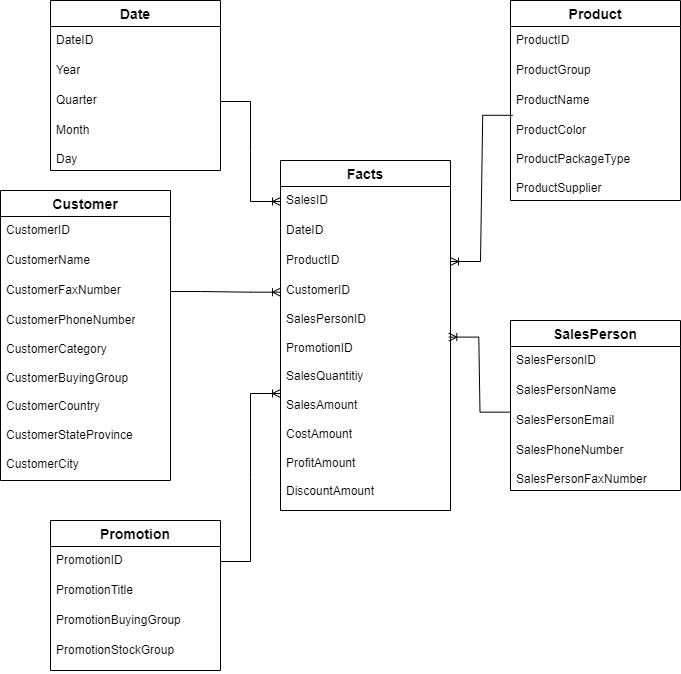 Date
DateID
Year
Quarter
Month
Day
Product
ProductID
ProductGroup
ProductName
ProductColor
ProductPackageType
ProductSupplier
Customer
CustomerID
CustomerName
CustomerFaxNumber
CustomerPhoneNumber
CustomerCategory
CustomerBuyingGroup
CustomerCountry
CustomerStateProvince
CustomerCity
Facts
SalesID
DateID
ProductID
CustomerID
SalesPersonID
PromotionID
SalesQuantitiy
SalesAmount
CostAmount
ProfitAmount
DiscountAmount
SalesPerson
SalesPersonID
SalesPersonName
SalesPersonEmail
SalesPhoneNumber
SalesPersonFaxNumber
Promotion
PromotionID
PromotionTitle
PromotionBuyingGroup
PromotionStockGroup